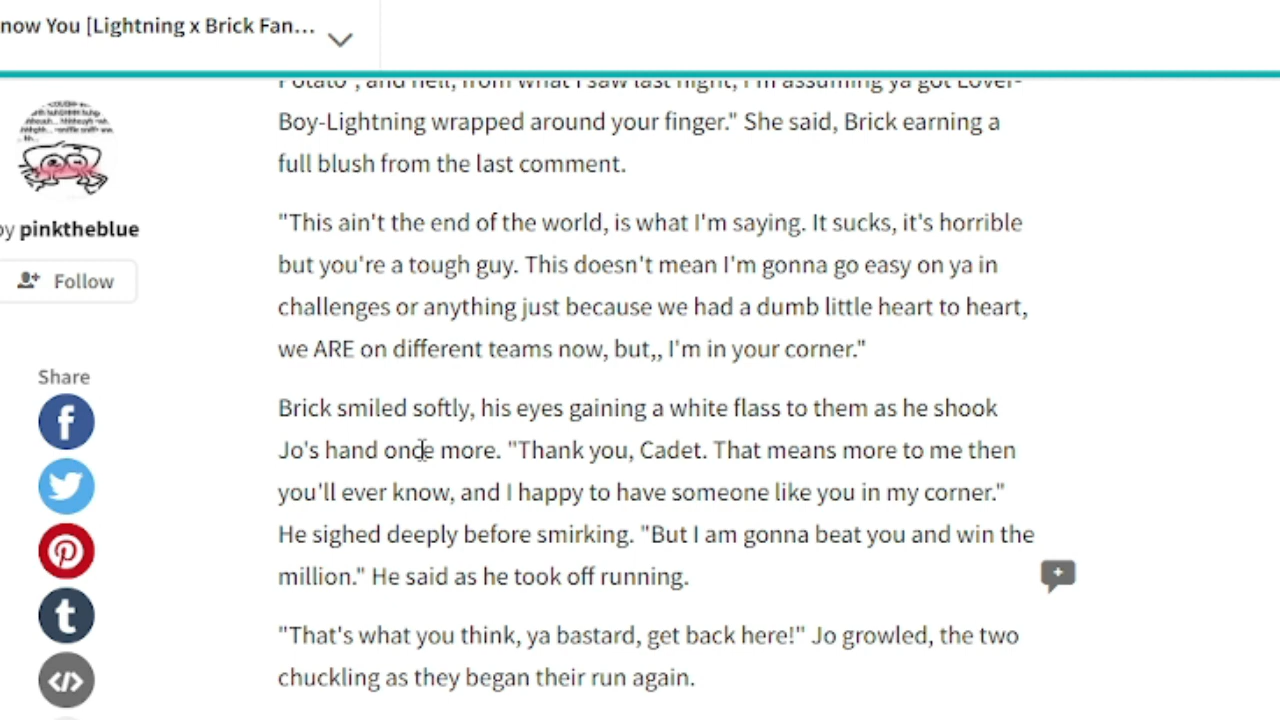 now You [Lightning x Brick Fan...
Potato", and hell, from what I saw last night, I'm assuming ya got Lover-
Boy-Lightning wrapped around your finger." She said, Brick earning a
full blush from the last comment.
by pinktheblue
Follow
"This ain't the end of the world, is what I'm saying. It sucks, it's horrible
but you're a tough guy. This doesn't mean I'm gonna go easy on ya in
challenges or anything just because we had a dumb little heart to heart,
we ARE on different teams now, but,, I'm in your corner."
Share
Brick smiled softly, his eyes gaining a white flass to them as he shook
Jo's hand once more. "Thank you, Cadet. That means more to me then
you'll ever know, and I happy to have someone like you in my corner."
He sighed deeply before smirking. "But I am gonna beat you and win the
million." He said as he took off running.
"That's what you think, ya bastard, get back here!" Jo growled, the two
chuckling as they began their run again.